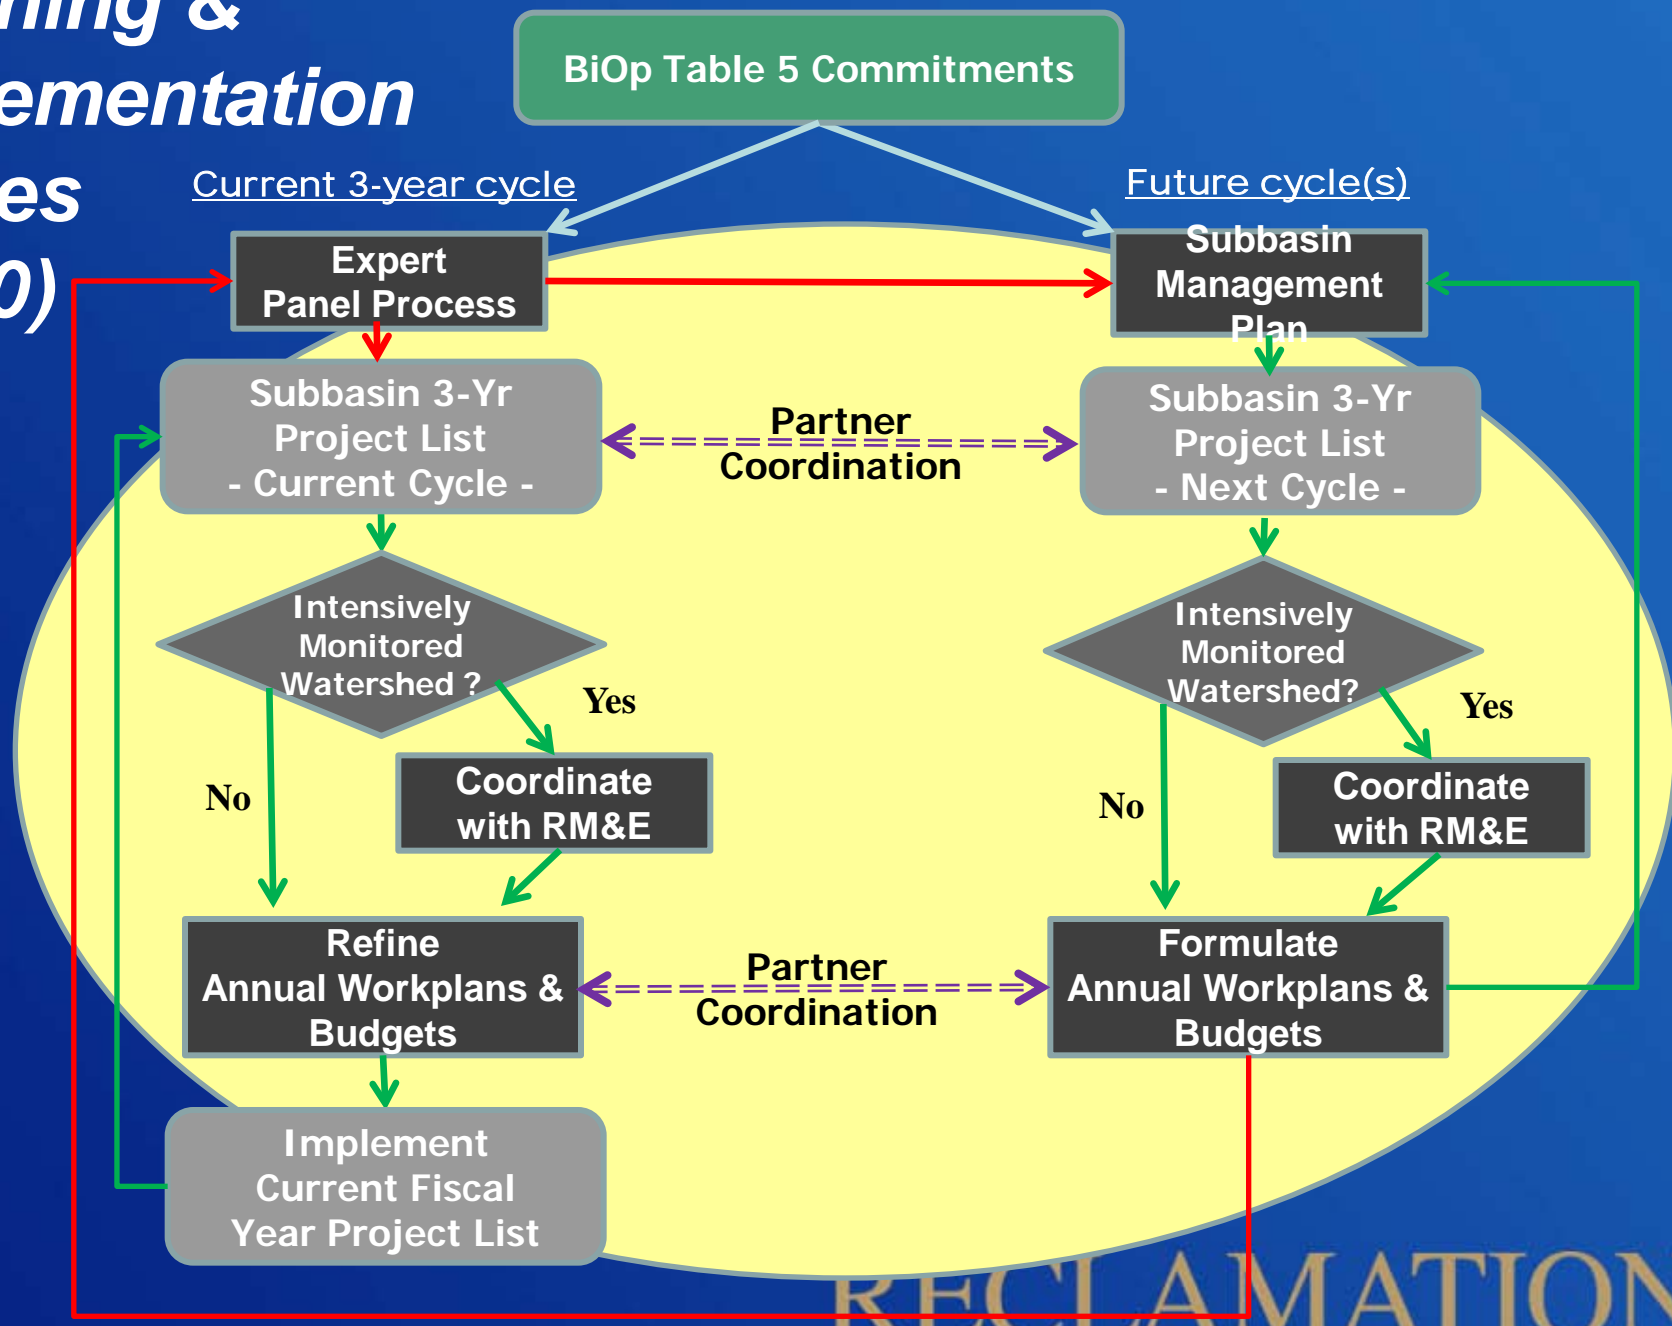 &
BiOp Table 5 Commitments
Current 3-year cycle
Future cycle(s)
Expert
Panel Process
Subbasin
Management
Plan
Subbasin 3-Yr
Project List
- Current Cycle -
Partner
Coordination
Subbasin 3-Yr
Project List
- Next Cycle -
Intensively
Monitored
Watershed ?
Yes
No
Coordinate
with RM&E
Intensively
Monitored
Watershed?
Yes
No
Coordinate
with RM&E
Refine
Annual Workplans &
Budgets
Partner
Coordination
Formulate
Annual Workplans &
Budgets
Implement
Current Fiscal
Year Project List
RECLAMATION